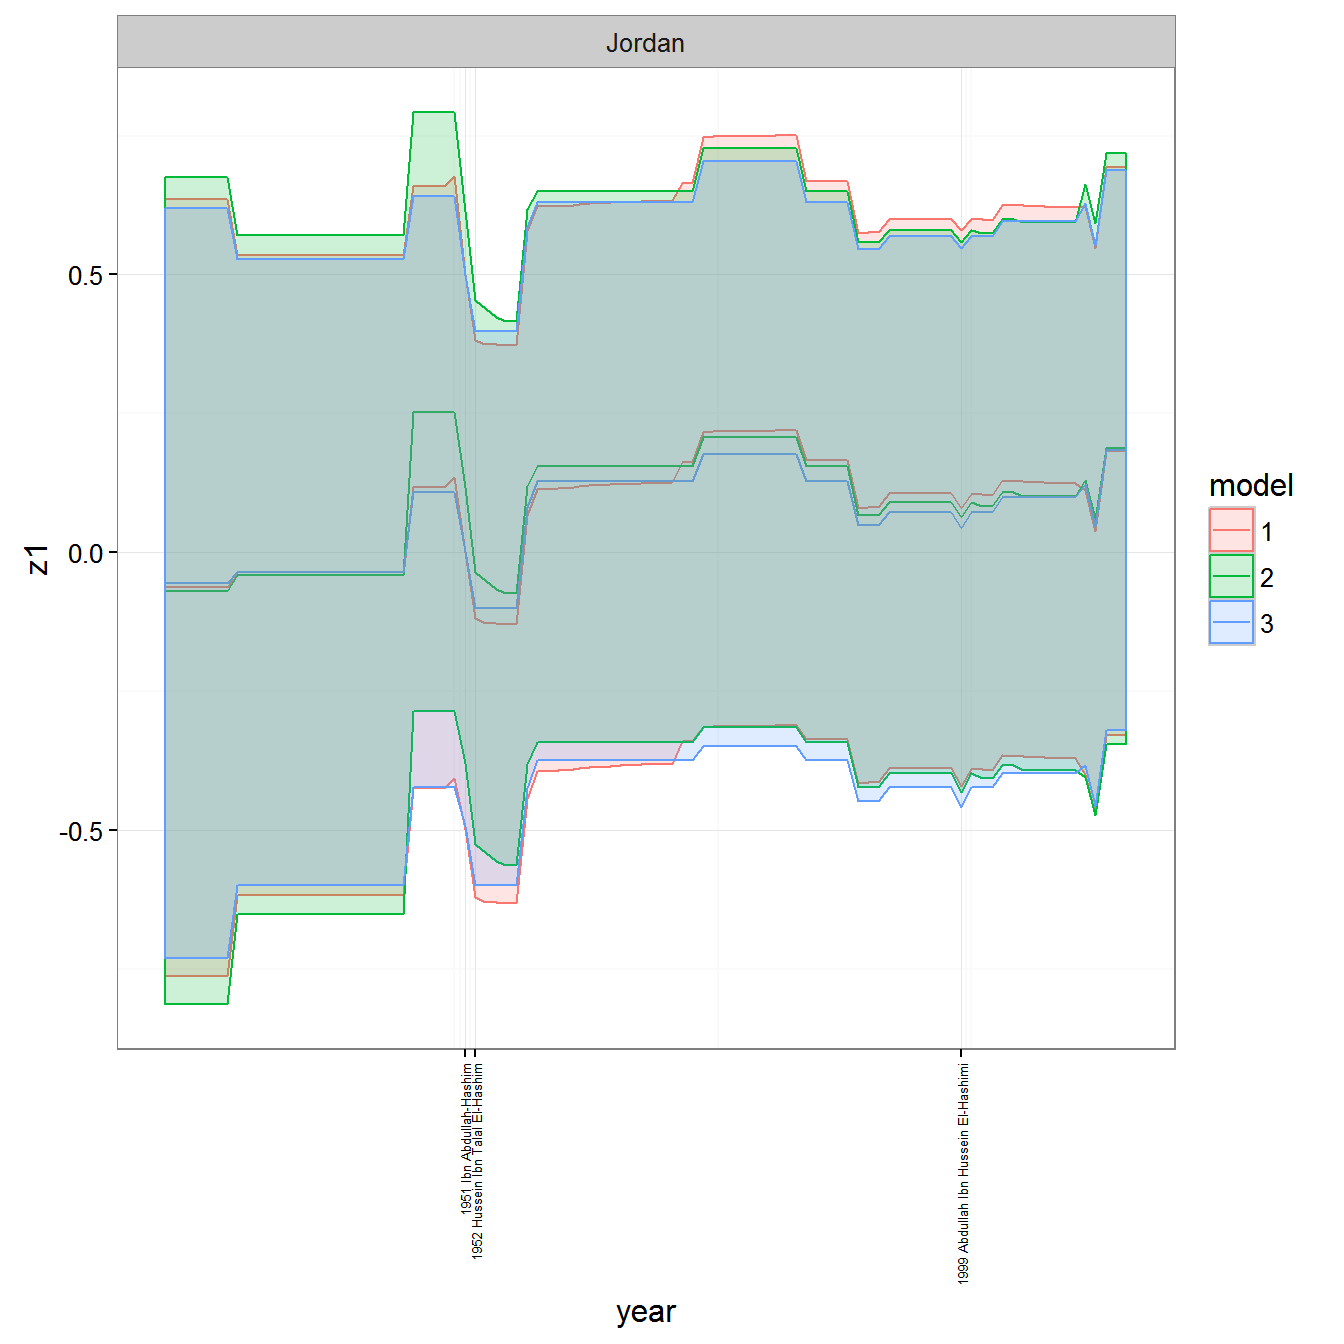 Jordan
z1
0.5
0.0
-0.5
model
1
2
3
1951 Ibn Abdullah-Hashim
1952 Hussein Ibn Talal El-Hashim
1999 Abdullah Ibn Hussein El-Hashimi
year